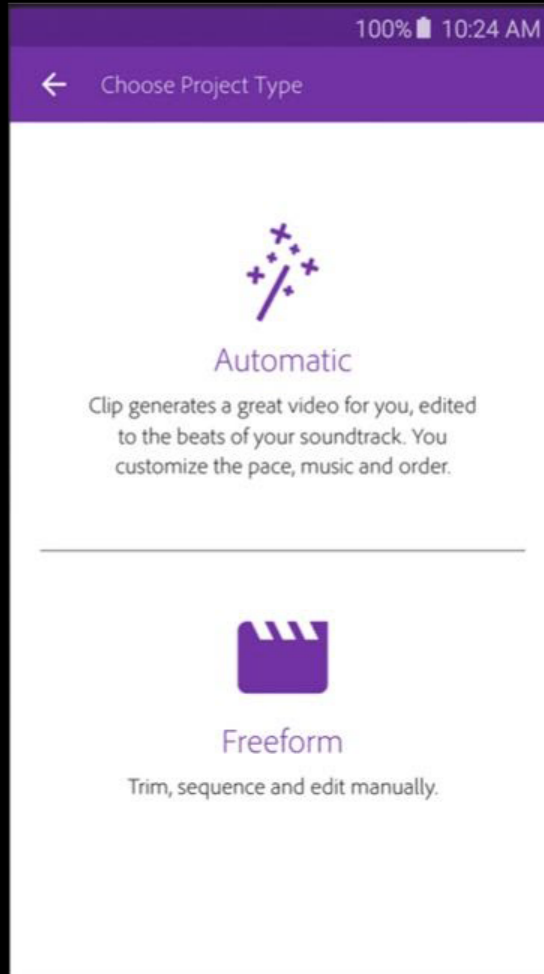 100% 10:24 AM
Choose Project Type
Automatic
Clip generates a great video for you, edited
to the beats of your soundtrack. You
customize the pace, music and order.
Freeform
Trim, sequence and edit manually.